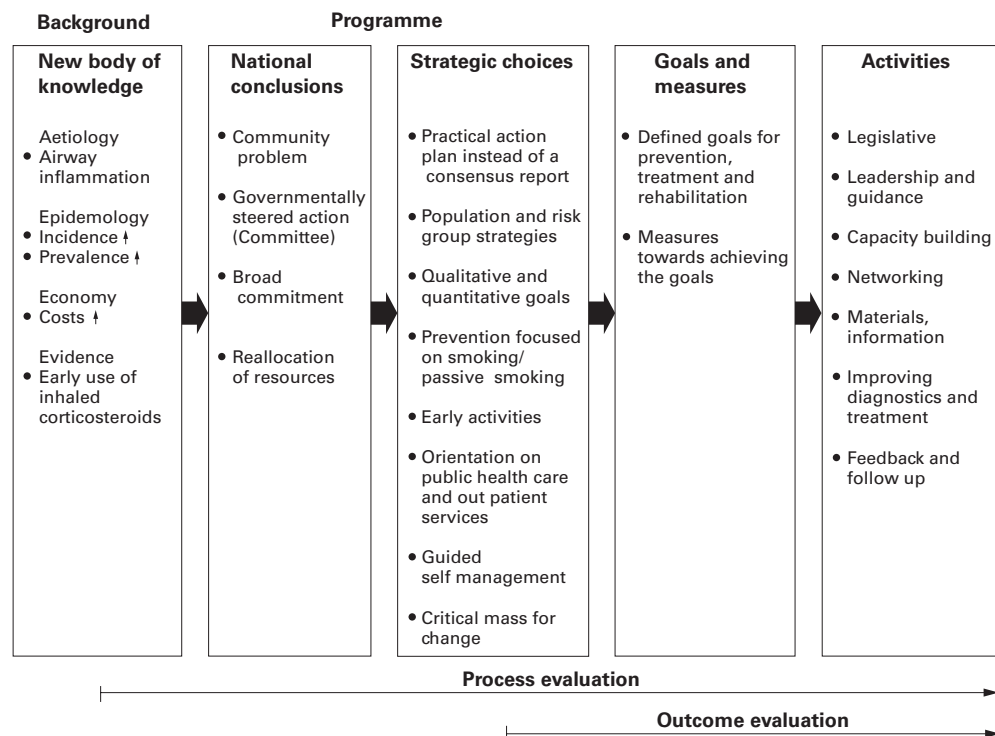 Background
Programme
New body of
knowledge
Aetiology
• Airway
inflammation
Epidemology
• Incidence ↑
• Prevalence ↑
Economy
• Costs ↑
Evidence
• Early use of
inhaled
corticosteroids
National
conclusions
• Community
problem
• Governmentally
steered action
(Committee)
• Broad
commitment
• Reallocation
of resources
Strategic choices
• Practical action
plan instead of a
consensus report
• Population and risk
group strategies
• Qualitative and
quantitative goals
• Prevention focused
on smoking/
passive smoking
• Early activities
• Orientation on
public health care
and out patient
services
• Guided
self management
• Critical mass for
change
Goals and
measures
• Defined goals for
prevention,
treatment and
rehabilitation
• Measures
towards achieving
the goals
Activities
• Legislative
• Leadership and
guidance
• Capacity building
• Networking
• Materials,
information
• Improving
diagnostics and
treatment
• Feedback and
follow up
Process evaluation
Outcome evaluation